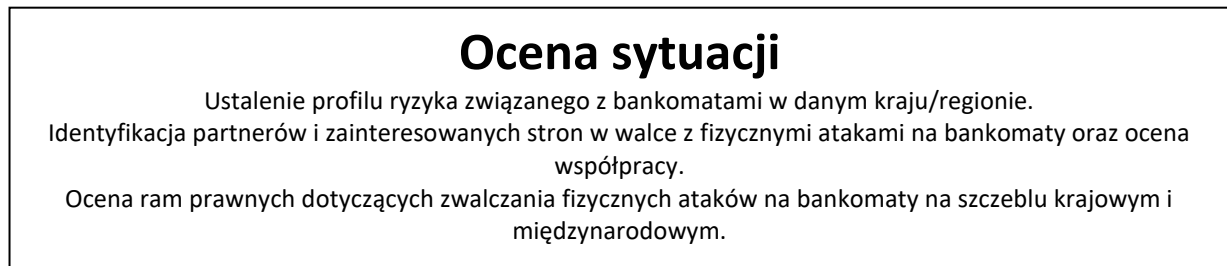 Ocena sytuacji
Ustalenie profilu ryzyka związanego z bankomatami w danym kraju/regionie.
Identyfikacja partnerów i zainteresowanych stron w walce z fizycznymi atakami na bankomaty oraz ocena
współpracy.
Ocena ram prawnych dotyczących zwalczania fizycznych ataków na bankomaty na szczeblu krajowym i
międzynarodowym.